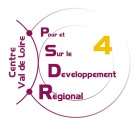 Centre
Val de Loire
Pour et
Sur le
Developpement
Régional
4